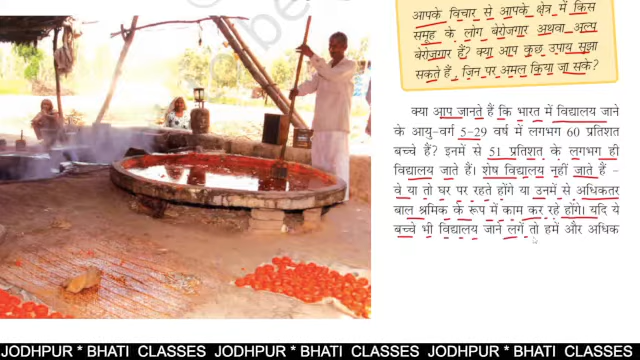 आपके विचार से आपके क्षेत्र में किस
समूह के लोग बेरोजगार अथवा अल्प
बेरोजगार हैं? क्या आप कुछ उपाय सुझा
सकते हैं, जिन पर अमल किया जा सके?
क्या आप जानते हैं कि भारत में विद्यालय जाने
के आयु-वर्ग 5-29 वर्ष में लगभग 60 प्रतिशत
बच्चे हैं? इनमें से 51 प्रतिशत के लगभग ही
विद्यालय जाते हैं। शेष विद्यालय नहीं जाते हैं -
वे या तो घर पर रहते होंगे या उनमें से अधिकतर
बाल श्रमिक के रूप में काम कर रहे होंगे। यदि ये
बच्चे भी विद्यालय जाने लगें तो हमें और अधिक
JODHPUR * BHATI CLASSES JODHPUR * BHATI CLASSES JODHPUR * BHATI CLASSES